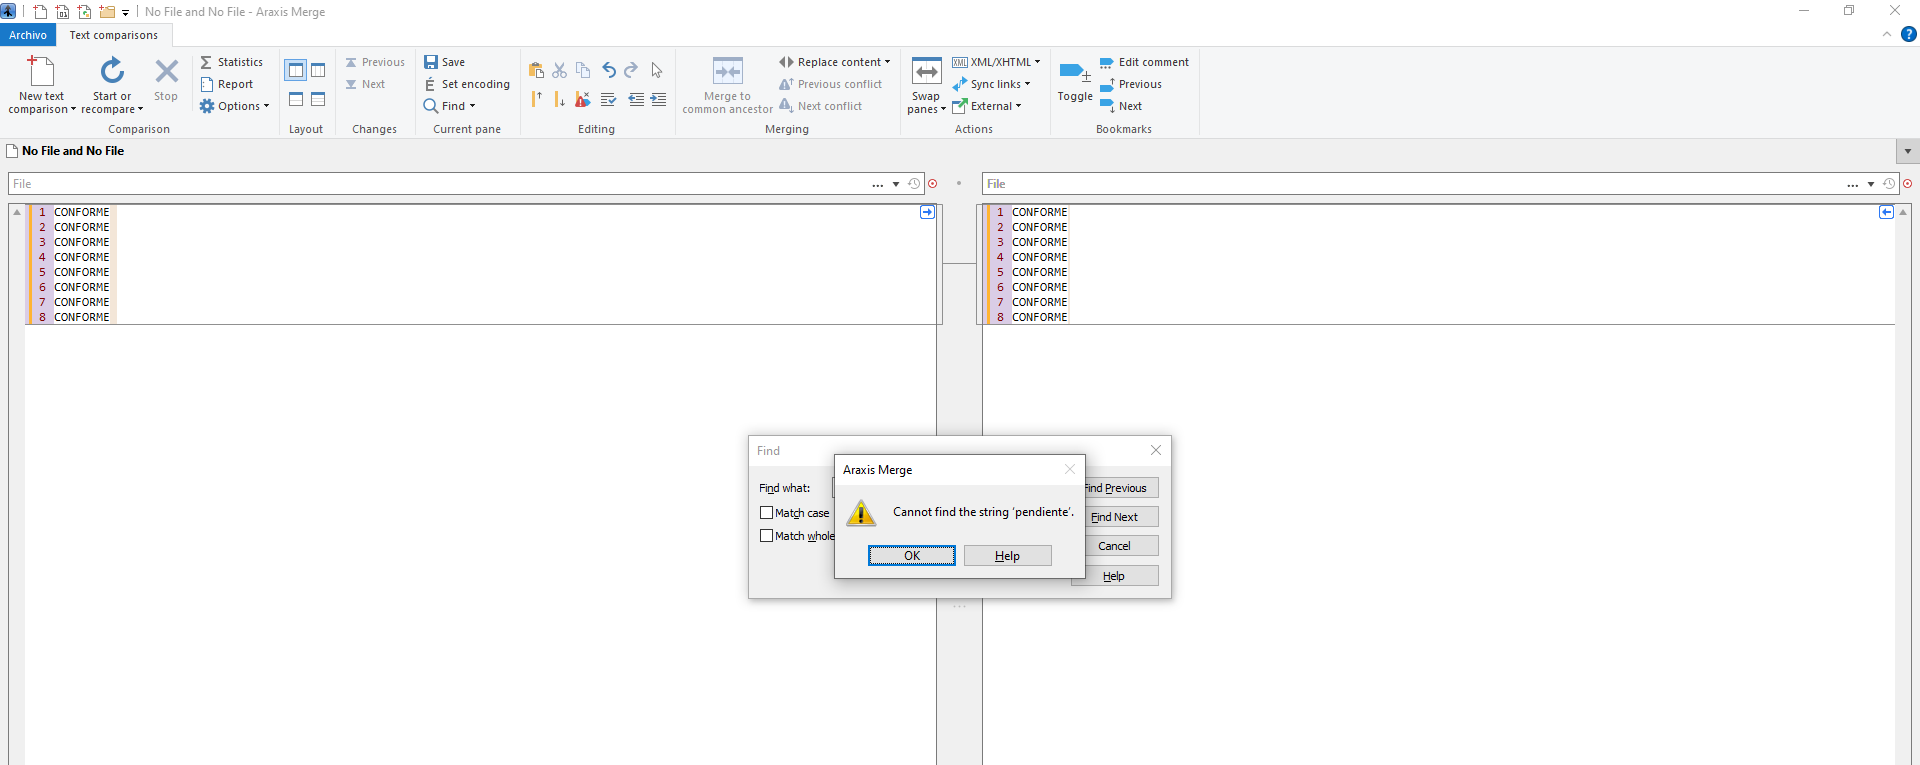 No File and No File - Araxis Merge
Archivo
Text comparisons
New text comparison
Start or recompare
Stop
Statistics
Report
Options
Comparison
Layout
Previous
Next
Changes
Save
Set encoding
Find
Current pane
Editing
Merge to common ancestor
Replace content
Previous conflict
Next conflict
Merging
Swap panes
XML/XHTML
Sync links
External
Actions
Toggle
Edit comment
Previous
Next
Bookmarks
No File and No File
File
File
1 CONFORME
2 CONFORME
3 CONFORME
4 CONFORME
5 CONFORME
6 CONFORME
7 CONFORME
8 CONFORME
1 CONFORME
2 CONFORME
3 CONFORME
4 CONFORME
5 CONFORME
6 CONFORME
7 CONFORME
8 CONFORME
Find
Find what:
Match case
Match whole
Find Previous
Find Next
Cancel
Help
Araxis Merge
Cannot find the string ‘pendiente’.
OK
Help